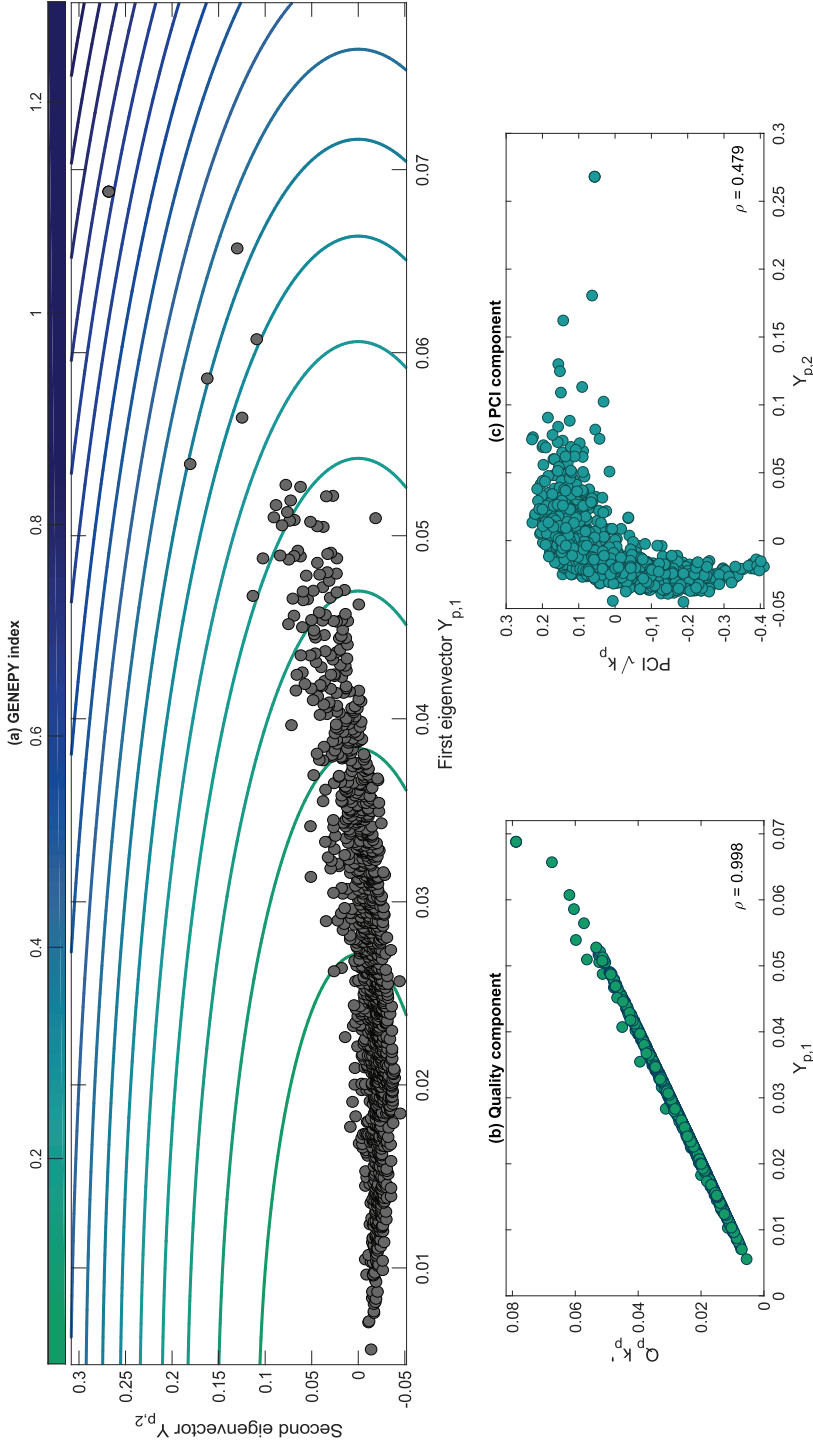 (a) GENEPY index
0.2 0.4 0.6 0.8 1 1.2
Second eigenvector Y_{p,2}
0.3
0.25
0.2
0.15
0.1
0.05
0
-0.05
0.01 0.02 0.03 0.04 0.05 0.06 0.07
First eigenvector Y_{p,1}
(b) Quality component
Q_p k_p'
0.08
0.06
0.04
0.02
0
ρ = 0.998
0 0.01 0.02 0.03 0.04 0.05 0.06 0.07
Y_{p,1}
(c) PCI component
PCI √ k_p
0.3
0.2
0.1
0
-0.1
-0.2
-0.3
-0.4
ρ = 0.479
-0.05 0 0.05 0.1 0.15 0.2 0.25 0.3
Y_{p,2}